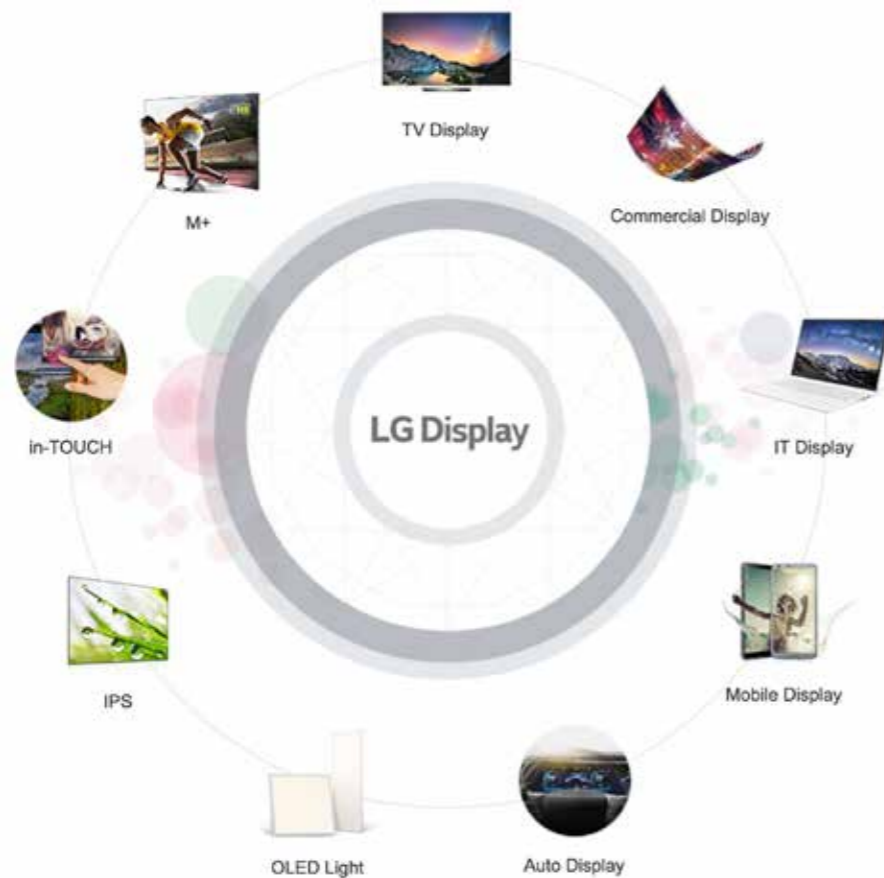 TV Display
Commercial Display
M+
in-TOUCH
LG Display
IT Display
IPS
Mobile Display
OLED Light
Auto Display